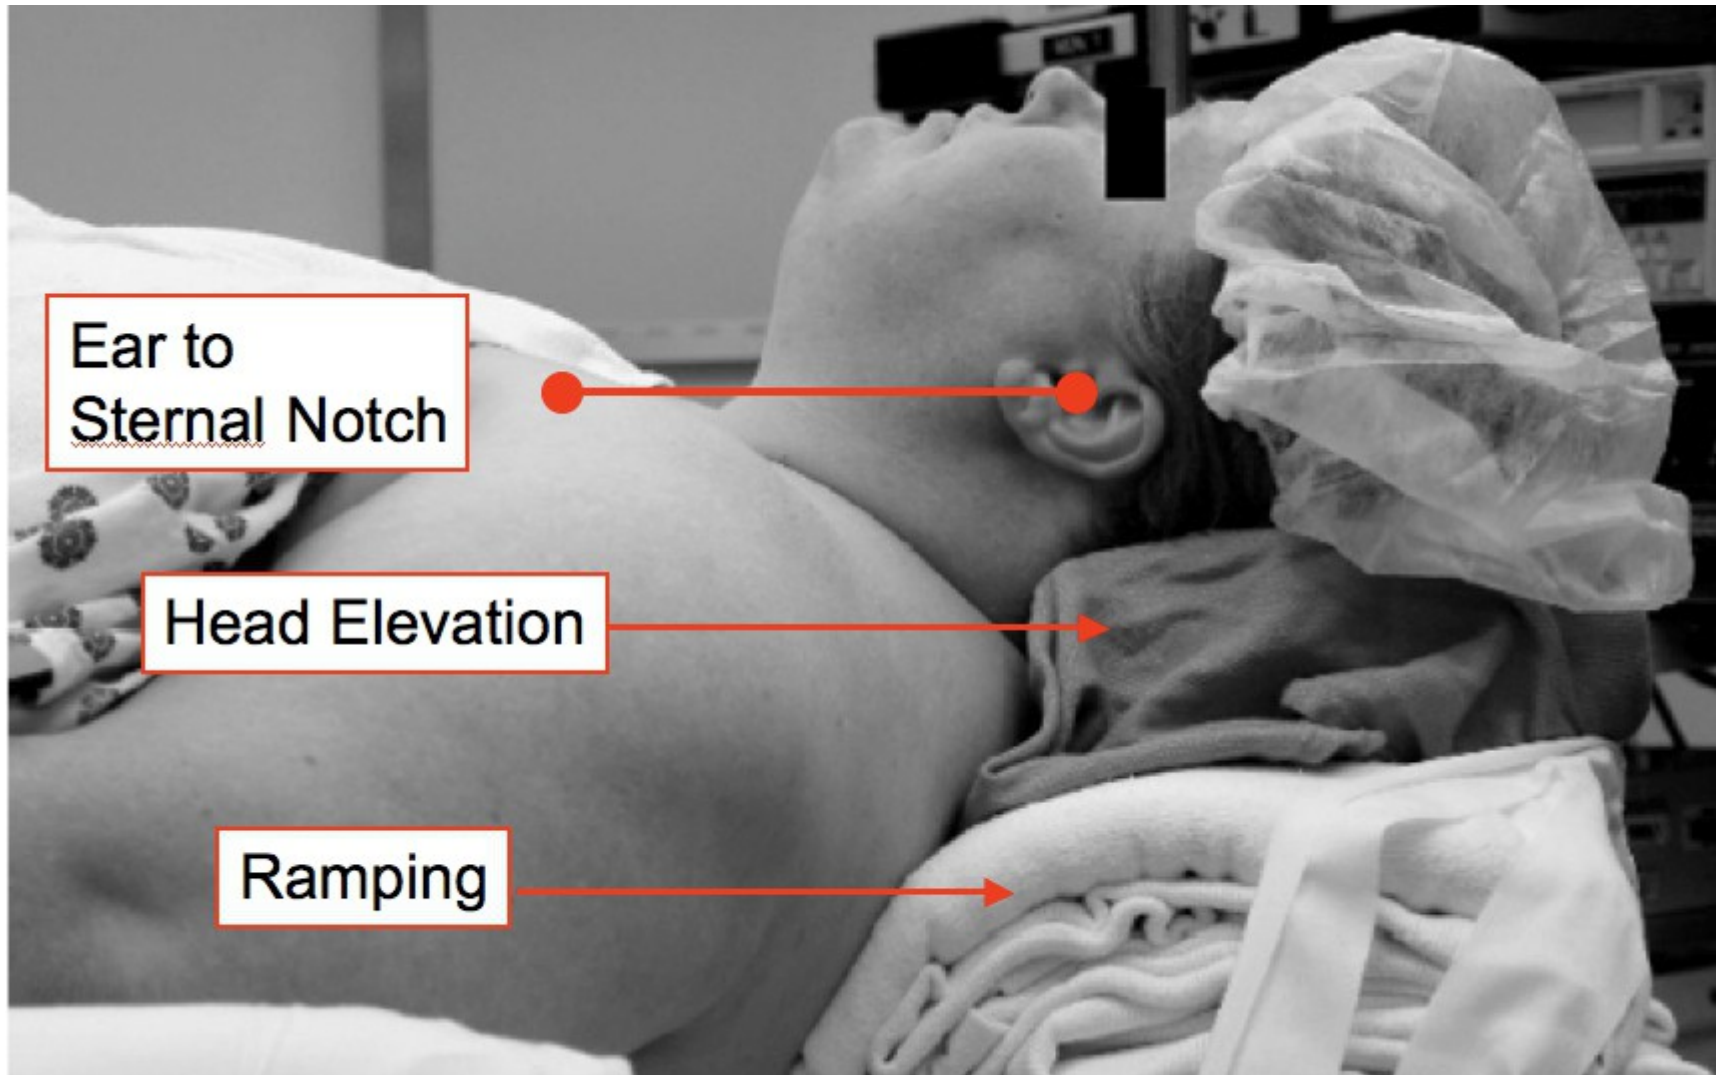 Ear to
Sternal Notch
Head Elevation
Ramping